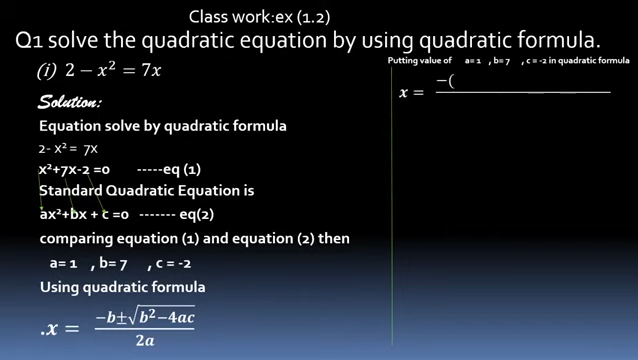 Class work:ex (1.2)
Q1 solve the quadratic equation by using quadratic formula.
(i) 2 − x² = 7x
Solution:
Equation solve by quadratic formula
2- x² = 7x
x²+7x-2 =0 -----eq (1)
Standard Quadratic Equation is
ax²+bx + c =0 ------- eq(2)
comparing equation (1) and equation (2) then
a= 1 , b= 7 , c = -2
Using quadratic formula
.x = (−b±√(b²−4ac))/(2a)
Putting value of a= 1 , b= 7 , c = -2 in quadratic formula
x = −(